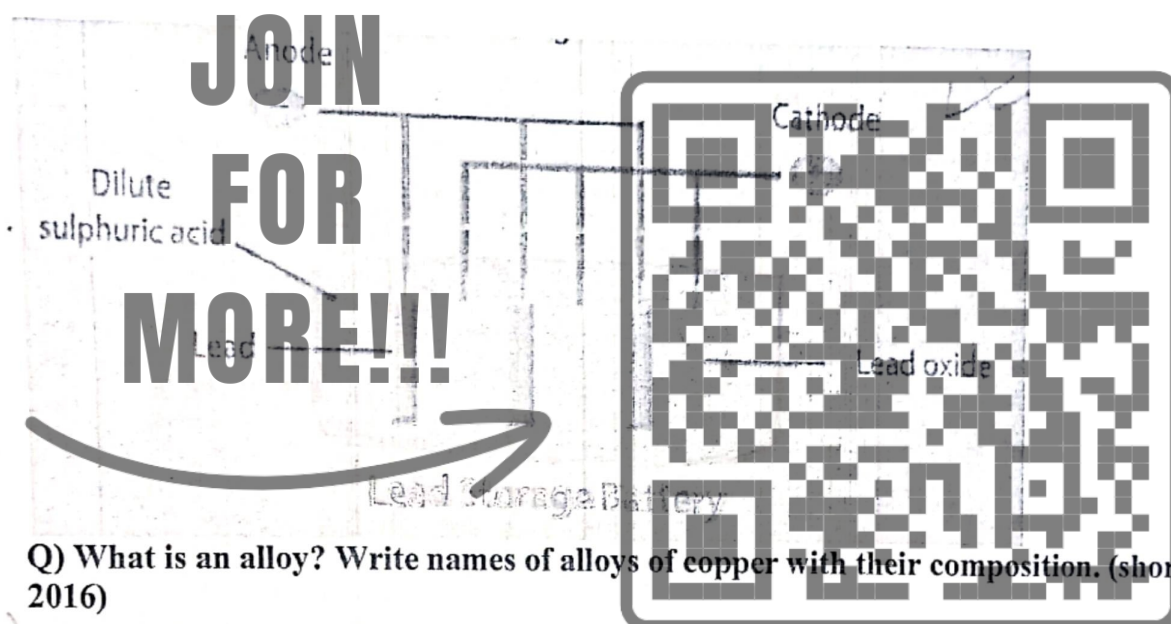 JOIN
FOR
MORE!!!
Anode
Cathode
Dilute
sulphuric acid
Lead
Lead oxide
Lead Storage Battery
Q) What is an alloy? Write names of alloys of copper with their composition. (shor
2016)